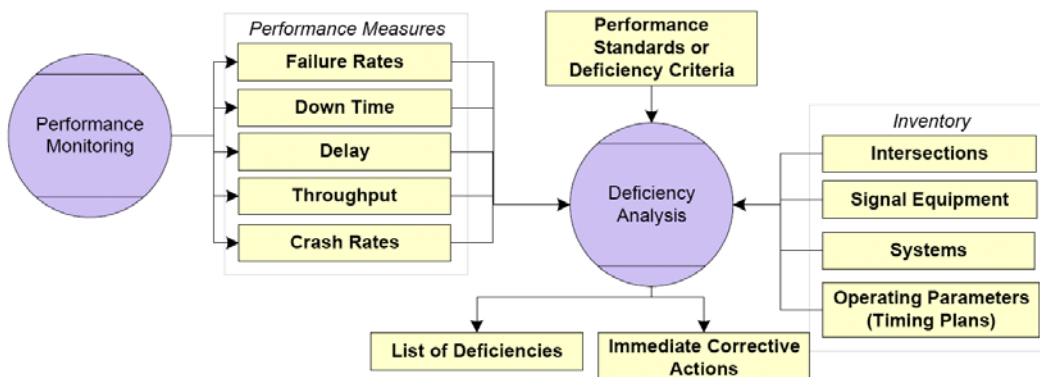 Performance Measures
Failure Rates
Down Time
Delay
Throughput
Crash Rates
Performance
Monitoring
Performance
Standards or
Deficiency Criteria
Deficiency
Analysis
Inventory
Intersections
Signal Equipment
Systems
Operating Parameters
(Timing Plans)
List of Deficiencies
Immediate Corrective
Actions